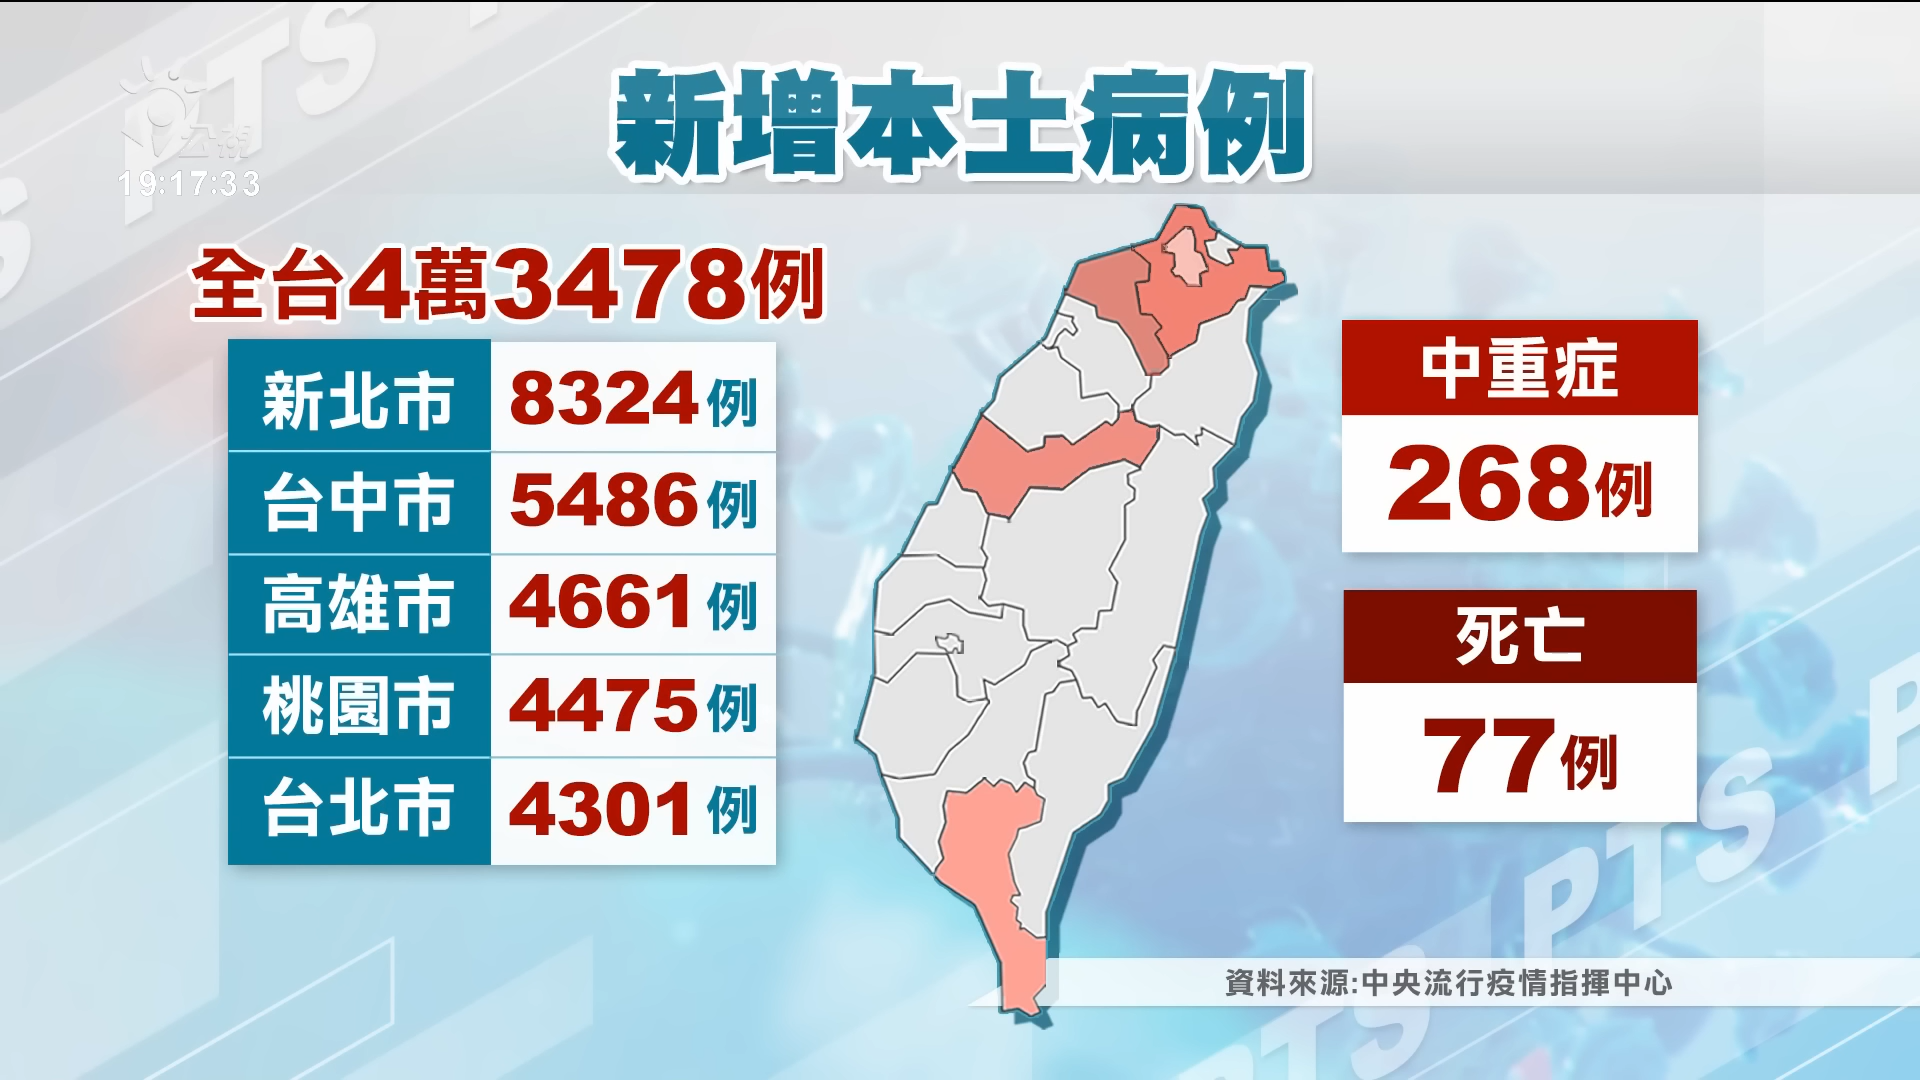 PTS
公視
19:17:33
新增本土病例
全台4萬3478例
新北市 8324例
台中市 5486例
高雄市 4661例
桃園市 4475例
台北市 4301例
中重症
268例
死亡
77例
資料來源:中央流行疫情指揮中心
PTS
PTS